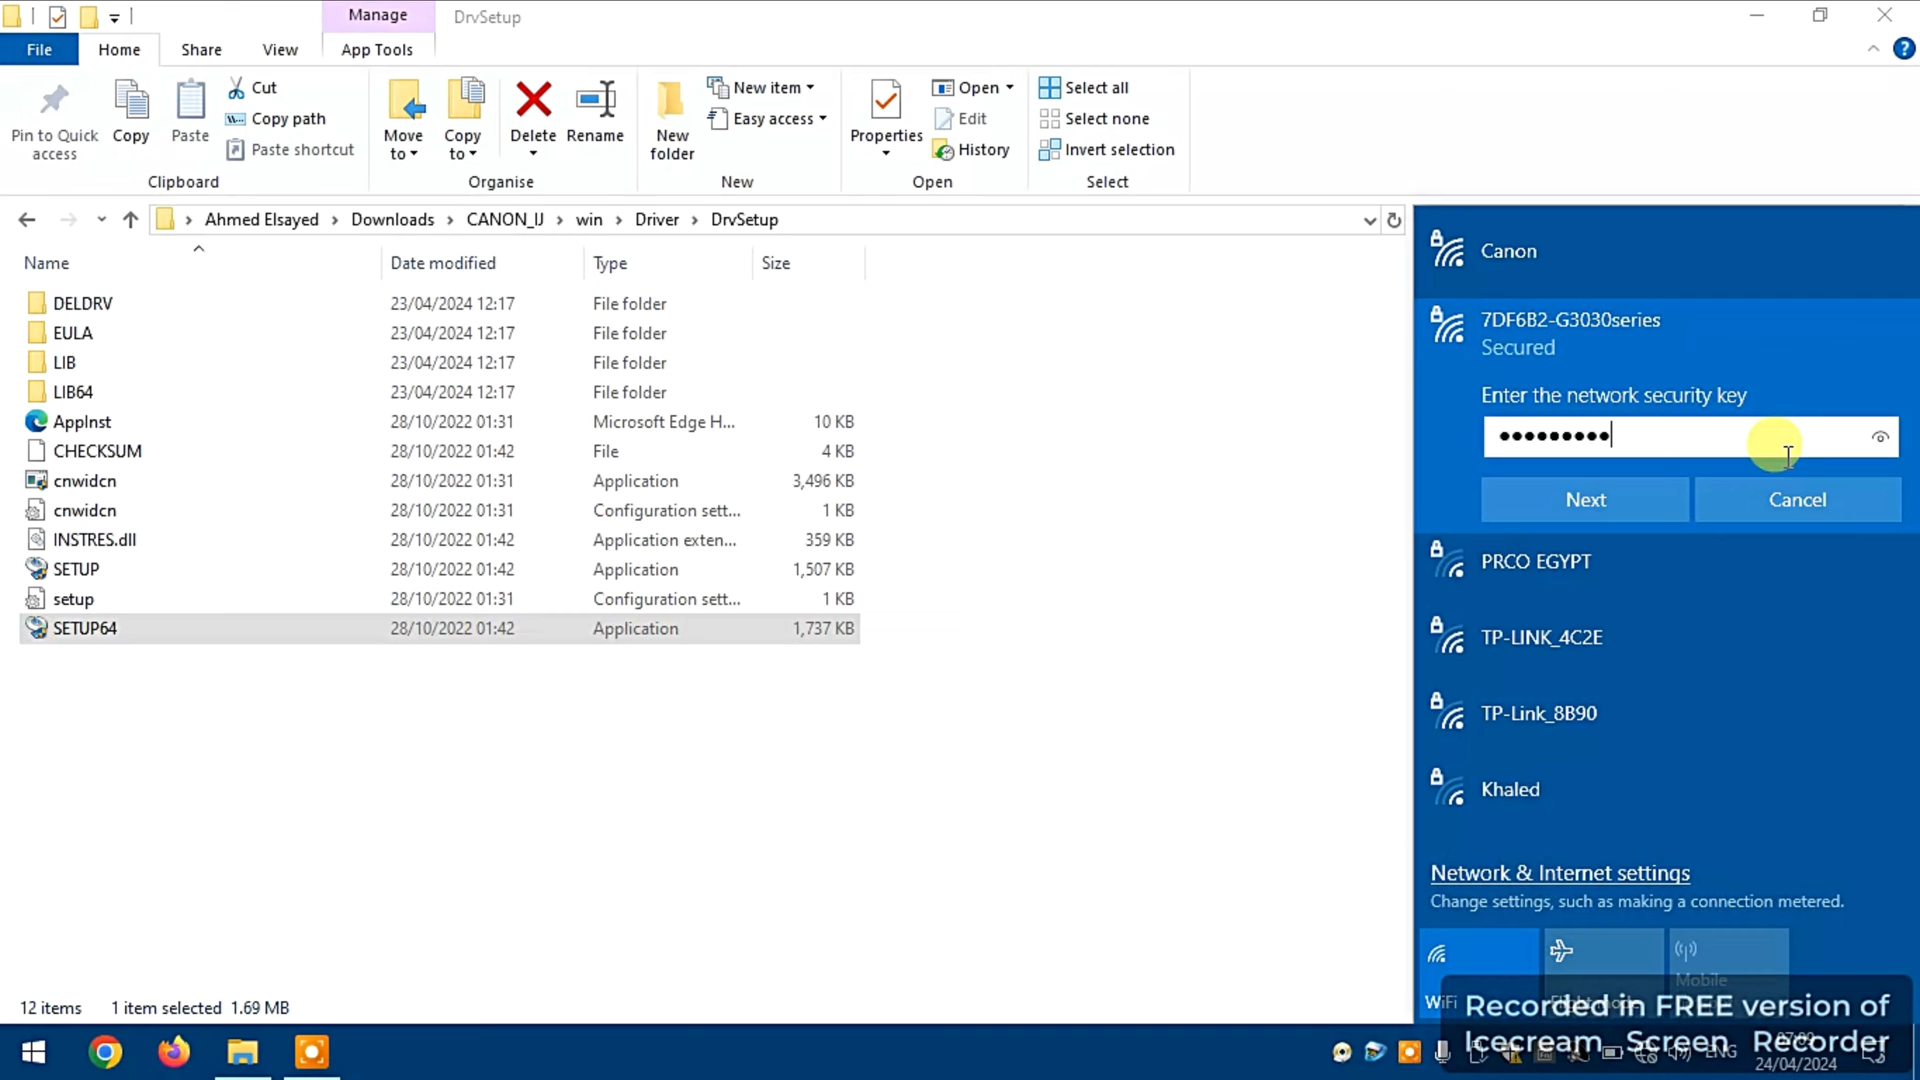 Manage
DrvSetup
File
Home
Share
View
App Tools
Pin to Quick access
Copy
Paste
Cut
Copy path
Paste shortcut
Clipboard
Move to
Copy to
Delete
Rename
Organise
New folder
New item
Easy access
New
Properties
Open
Edit
History
Open
Select all
Select none
Invert selection
Select
Ahmed Elsayed > Downloads > CANON_IJ > win > Driver > DrvSetup
Name Date modified Type Size
DELDRV 23/04/2024 12:17 File folder
EULA 23/04/2024 12:17 File folder
LIB 23/04/2024 12:17 File folder
LIB64 23/04/2024 12:17 File folder
AppInst 28/10/2022 01:31 Microsoft Edge H... 10 KB
CHECKSUM 28/10/2022 01:42 File 4 KB
cnwidcn 28/10/2022 01:31 Application 3,496 KB
cnwidcn 28/10/2022 01:31 Configuration sett... 1 KB
INSTRES.dll 28/10/2022 01:42 Application exten... 359 KB
SETUP 28/10/2022 01:42 Application 1,507 KB
setup 28/10/2022 01:31 Configuration sett... 1 KB
SETUP64 28/10/2022 01:42 Application 1,737 KB
12 items 1 item selected 1.69 MB
Canon
7DF6B2-G3030series
Secured
Enter the network security key
•••••••••
Next
Cancel
PRCO EGYPT
TP-LINK_4C2E
TP-Link_8B90
Khaled
Network & Internet settings
Change settings, such as making a connection metered.
Mobile
WiFi
Recorded in FREE version of
Icecream Screen Recorder
ENG
24/04/2024